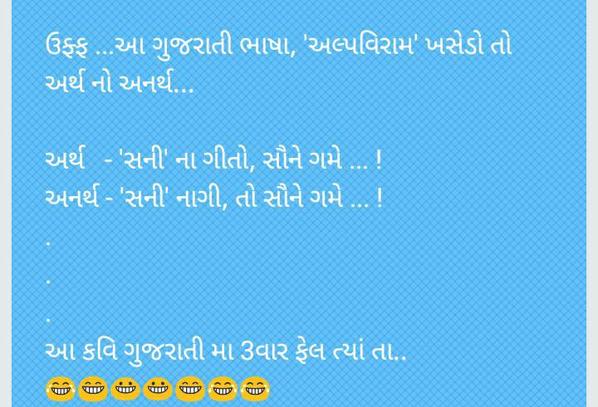 ઉફ્ફ ...આ ગુજરાતી ભાષા, 'અલ્પવિરામ' ખસેડો તો
અર્થ નો અનર્થ...
અર્થ - 'સની' ના ગીતો, સૌને ગમે ... !
અનર્થ - 'સની' નાગી, તો સૌને ગમે ... !
.
.
.
આ કવિ ગુજરાતી મા 3વાર ફેલ ત્યાં તા..
😂😁😀😀😁😂😂